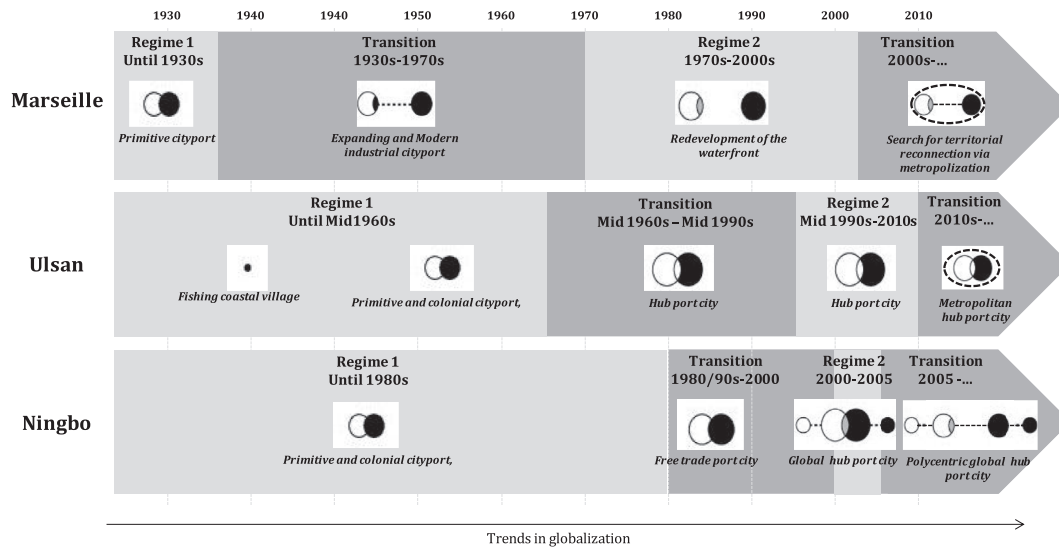 1930 1940 1950 1960 1970 1980 1990 2000 2010
Marseille
Regime 1
Until 1930s
Primitive cityport
Transition
1930s-1970s
Expanding and Modern
industrial cityport
Regime 2
1970s-2000s
Redevelopment of the
waterfront
Transition
2000s-...
Search for territorial
reconnection via
metropolization
Ulsan
Regime 1
Until Mid1960s
Fishing coastal village
Primitive and colonial cityport,
Transition
Mid 1960s – Mid 1990s
Hub port city
Regime 2
Mid 1990s-2010s
Hub port city
Transition
2010s-...
Metropolitan
hub port city
Ningbo
Regime 1
Until 1980s
Primitive and colonial cityport,
Transition
1980/90s-2000
Free trade port city
Regime 2
2000-2005
Global hub port city
Transition
2005 -...
Polycentric global hub
port city
Trends in globalization